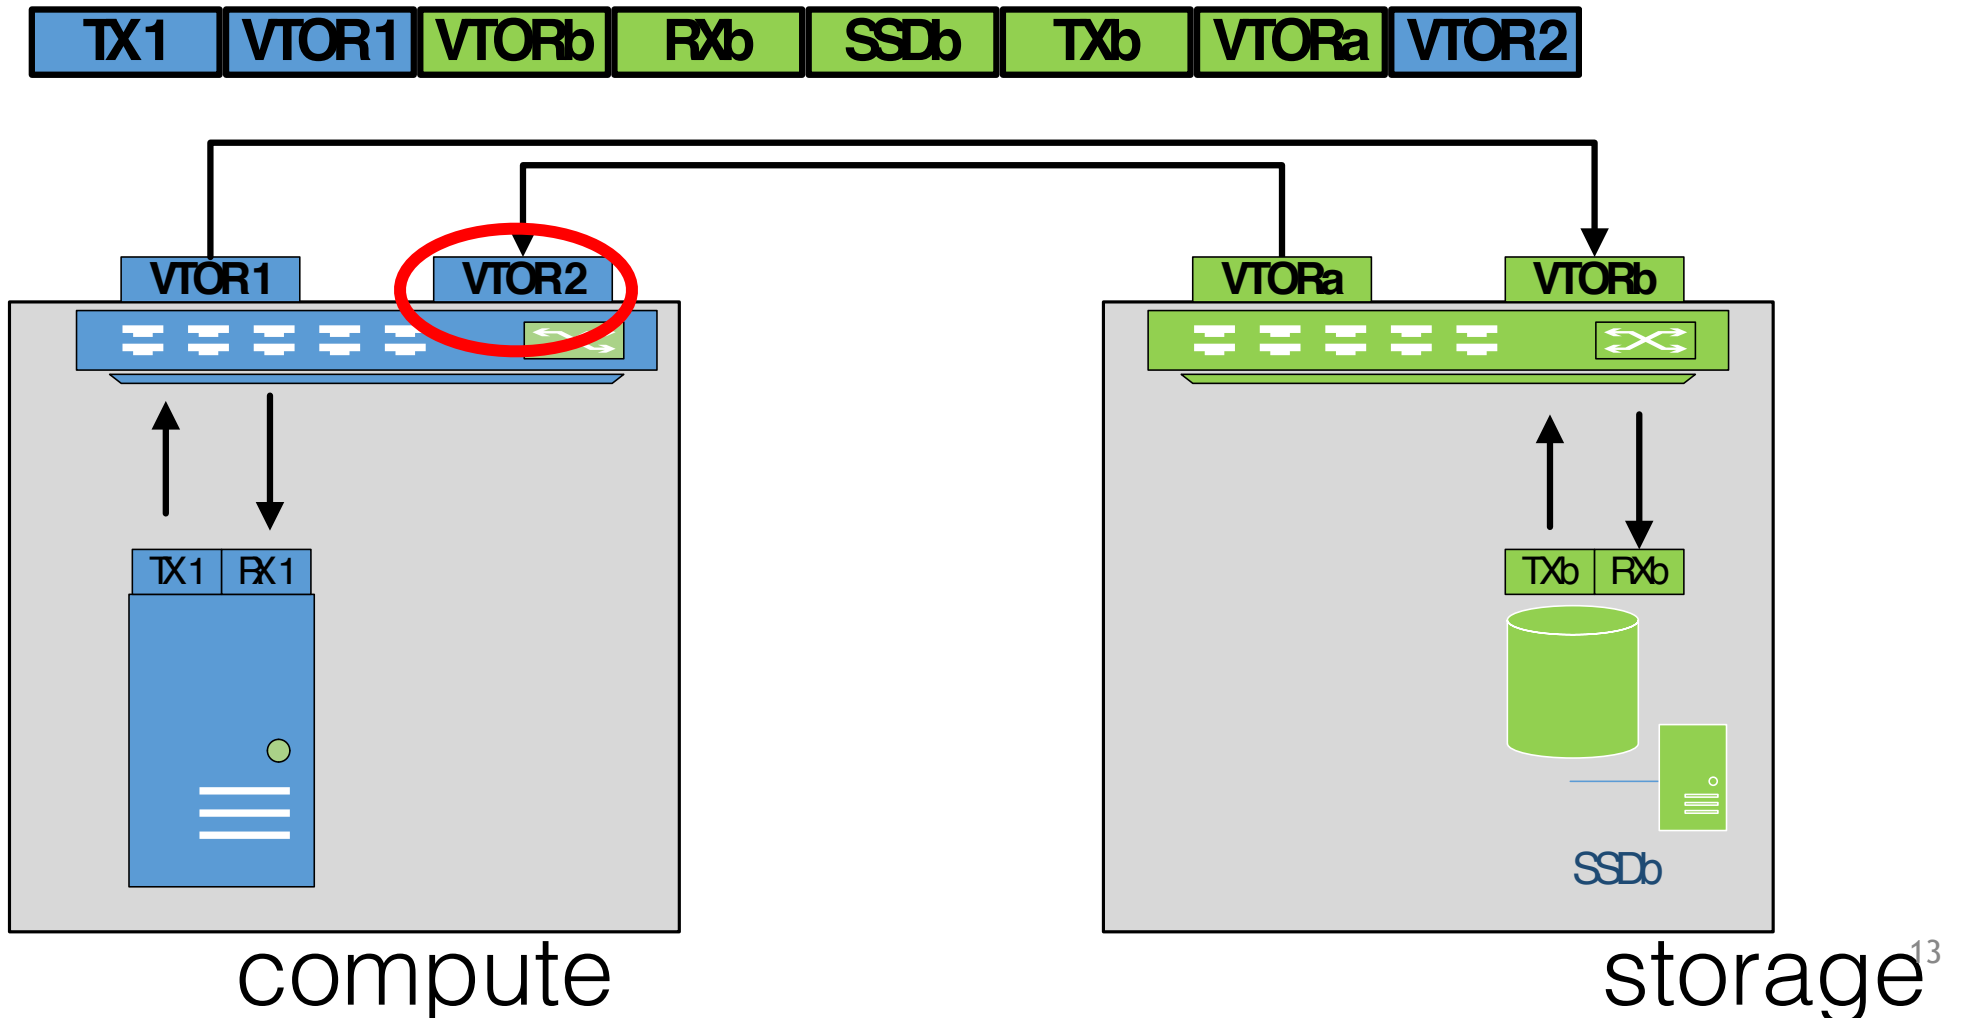 TX1 VTOR1 VTORb RXb SSDb TXb VTORa VTOR2
VTOR1 VTOR2 VTORa VTORb
TX1 RX1 TXb RXb
SSDb
compute storage 13